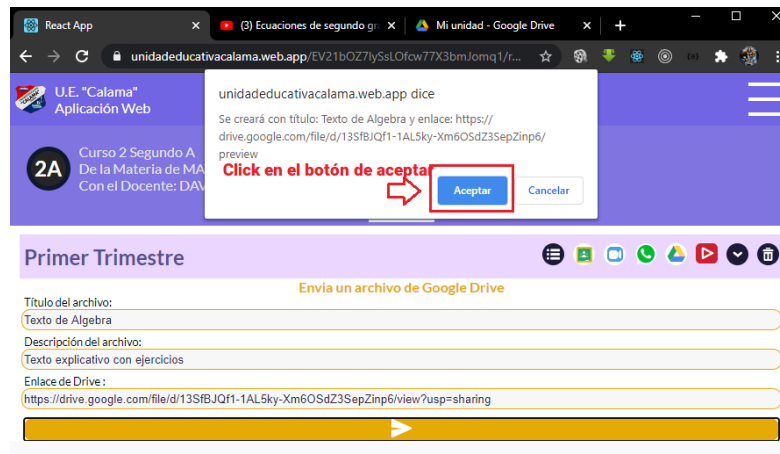 React App
(3) Ecuaciones de segundo gr
Mi unidad - Google Drive
unidadeducativacalama.web.app/EV21bOZ7lySsLOfcw77X3bmJomq1/r...
U.E. "Calama"
Aplicación Web
unidadeducativacalama.web.app dice
Se creará con título: Texto de Algebra y enlace: https://
drive.google.com/file/d/13SfBJQf1-1AL5ky-Xm6OSdZ3SepZinp6/
preview
Click en el botón de aceptar
Aceptar
Cancelar
2A
Curso 2 Segundo A
De la Materia de MA
Con el Docente: DAV
Primer Trimestre
Envia un archivo de Google Drive
Título del archivo:
Texto de Algebra
Descripción del archivo:
Texto explicativo con ejercicios
Enlace de Drive :
https://drive.google.com/file/d/13SfBJQf1-1AL5ky-Xm6OSdZ3SepZinp6/view?usp=sharing